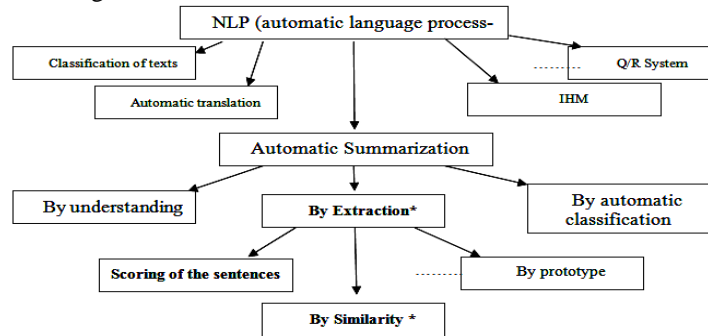 NLP (automatic language process-
Classification of texts
Q/R System
Automatic translation
IHM
Automatic Summarization
By understanding
By Extraction*
By automatic
classification
Scoring of the sentences
By prototype
By Similarity *